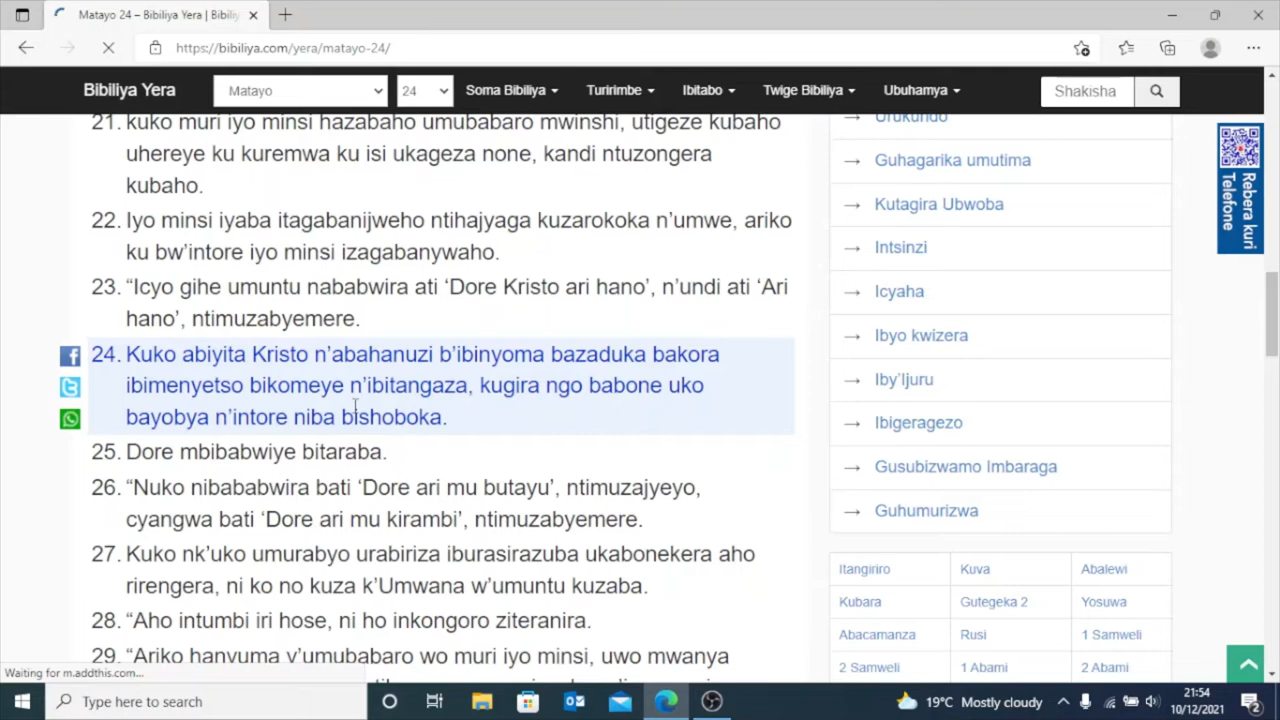 Matayo 24 – Bibiliya Yera | Bibiliy
https://bibiliya.com/yera/matayo-24/
Bibiliya Yera
Matayo
24
Soma Bibiliya
Turirimbe
Ibitabo
Twige Bibiliya
Ubuhamya
Shakisha
21. kuko muri iyo minsi hazabaho umubabaro mwinshi, utigeze kubaho
uhereye ku kuremwa ku isi ukageza none, kandi ntuzongera
kubaho.
22. Iyo minsi iyaba itagabanijweho ntihajyaga kuzarokoka n’umwe, ariko
ku bw’intore iyo minsi izagabanywaho.
23. “Icyo gihe umuntu nababwira ati ‘Dore Kristo ari hano’, n’undi ati ‘Ari
hano’, ntimuzabyemere.
24. Kuko abiyita Kristo n’abahanuzi b’ibinyoma bazaduka bakora
ibimenyetso bikomeye n’ibitangaza, kugira ngo babone uko
bayobya n’intore niba bishoboka.
25. Dore mbibabwiye bitaraba.
26. “Nuko nibababwira bati ‘Dore ari mu butayu’, ntimuzajyeyo,
cyangwa bati ‘Dore ari mu kirambi’, ntimuzabyemere.
27. Kuko nk’uko umurabyo urabiriza iburasirazuba ukabonekera aho
rirengera, ni ko no kuza k’Umwana w’umuntu kuzaba.
28. “Aho intumbi iri hose, ni ho inkongoro ziteranira.
29. “Ariko hanyuma y’umubabaro wo muri iyo minsi, uwo mwanya
→ Urukundo
→ Guhagarika umutima
→ Kutagira Ubwoba
→ Intsinzi
→ Icyaha
→ Ibyo kwizera
→ Iby’Ijuru
→ Ibigeragezo
→ Gusubizwamo Imbaraga
→ Guhumurizwa
Itangiriro Kuva Abalewi
Kubara Gutegeka 2 Yosuwa
Abacamanza Rusi 1 Samweli
2 Samweli 1 Abami 2 Abami
Rebera kuri
Telefone
Waiting for m.addthis.com...
Type here to search
19°C Mostly cloudy
21:54
10/12/2021
2